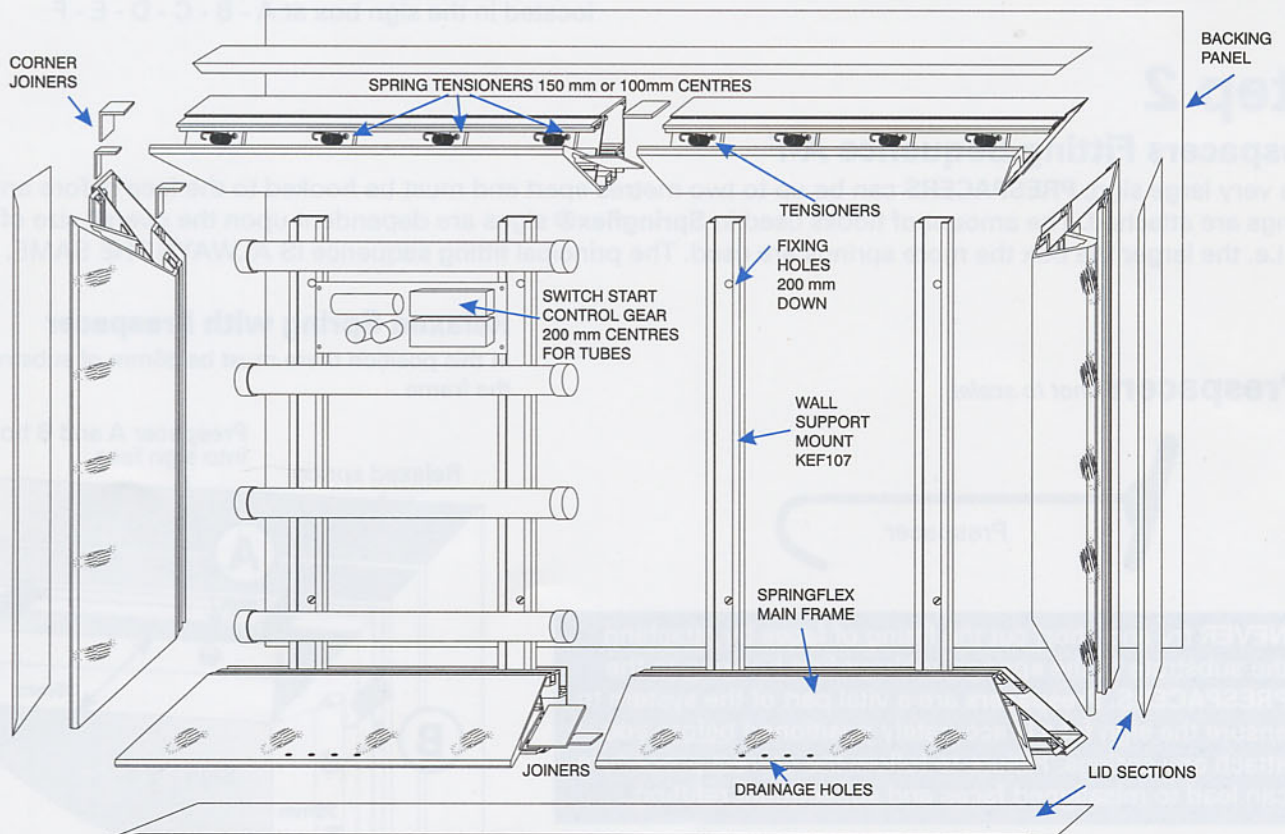 CORNER
JOINERS
SPRING TENSIONERS 150 mm or 100mm CENTRES
BACKING
PANEL
TENSIONERS
FIXING
HOLES
200 mm
DOWN
SWITCH START
CONTROL GEAR
200 mm CENTRES
FOR TUBES
WALL
SUPPORT
MOUNT
KEF107
SPRINGFLEX
MAIN FRAME
JOINERS
DRAINAGE HOLES
LID SECTIONS